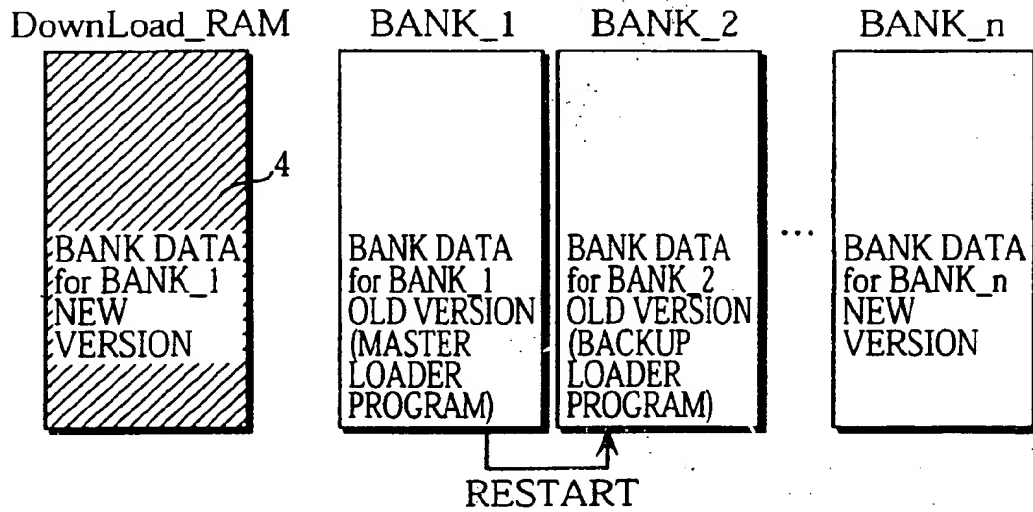 DownLoad_RAM
BANK_1
BANK_2
BANK_n
4
BANK DATA
for BANK_1
NEW
VERSION
BANK DATA
for BANK_1
OLD VERSION
(MASTER
LOADER
PROGRAM)
BANK DATA
for BANK_2
OLD VERSION
(BACKUP
LOADER
PROGRAM)
...
BANK DATA
for BANK_n
NEW
VERSION
RESTART